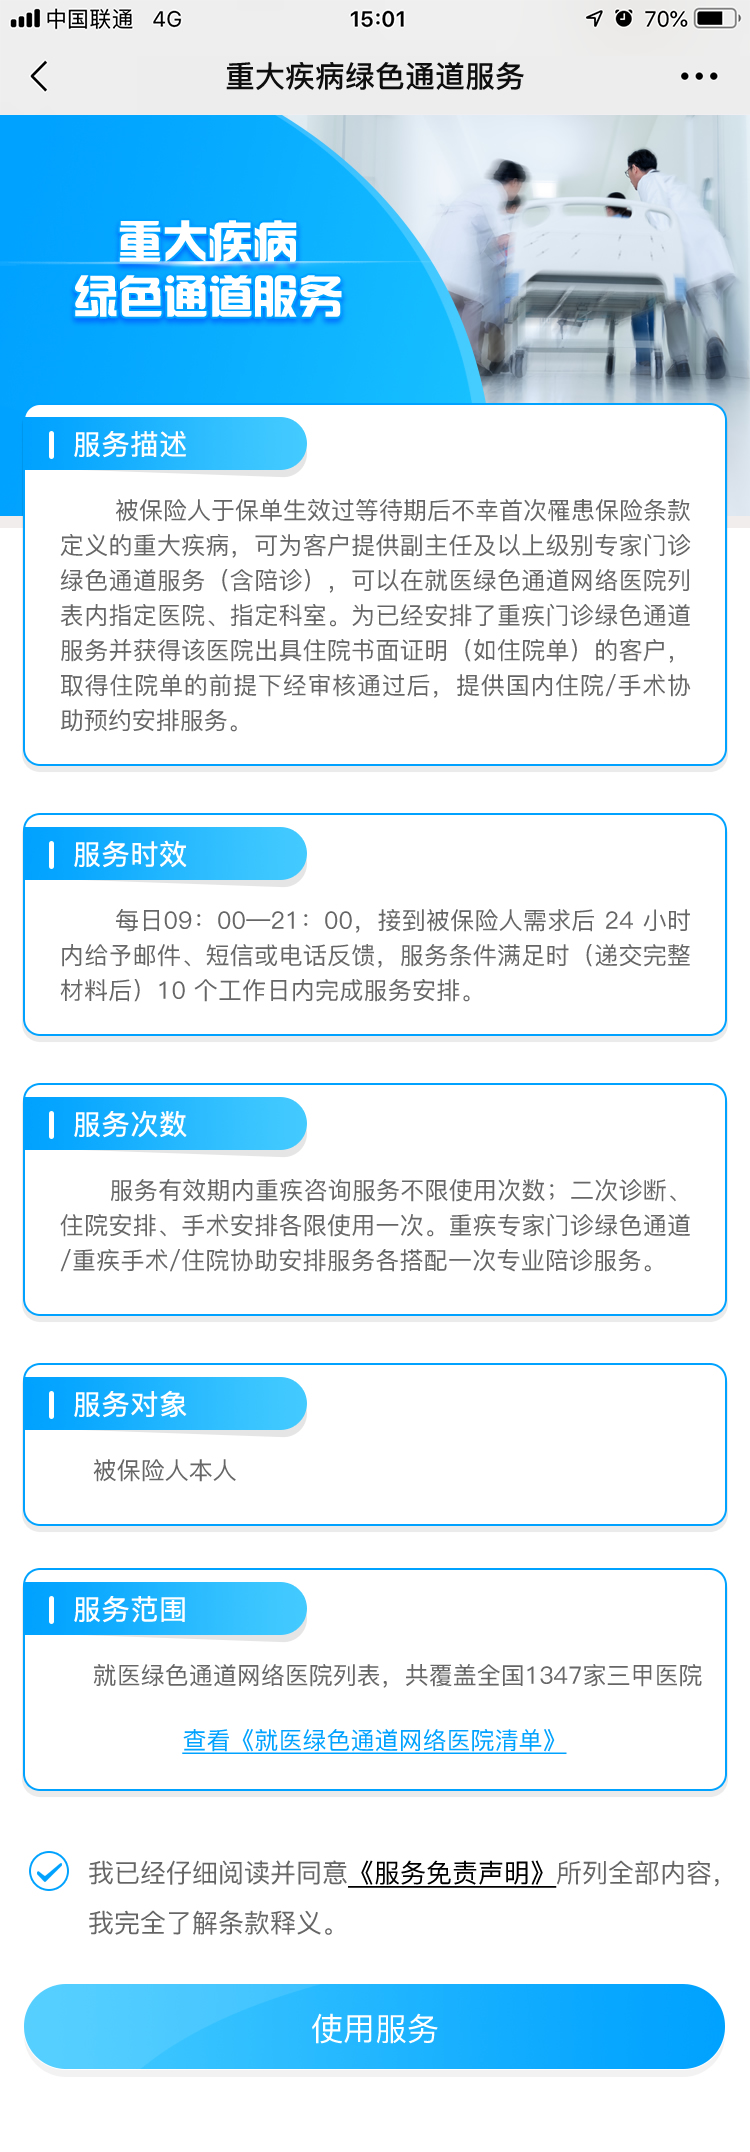 中国联通 4G 15:01 70%
重大疾病绿色通道服务
重大疾病
绿色通道服务
服务描述
被保险人于保单生效过等待期后不幸首次罹患保险条款
定义的重大疾病，可为客户提供副主任及以上级别专家门诊
绿色通道服务（含陪诊），可以在就医绿色通道网络医院列
表内指定医院、指定科室。为已经安排了重疾门诊绿色通道
服务并获得该医院出具住院书面证明（如住院单）的客户，
取得住院单的前提下经审核通过后，提供国内住院/手术协
助预约安排服务。
服务时效
每日09：00—21：00，接到被保险人需求后 24 小时
内给予邮件、短信或电话反馈，服务条件满足时（递交完整
材料后）10 个工作日内完成服务安排。
服务次数
服务有效期内重疾咨询服务不限使用次数；二次诊断、
住院安排、手术安排各限使用一次。重疾专家门诊绿色通道
/重疾手术/住院协助安排服务各搭配一次专业陪诊服务。
服务对象
被保险人本人
服务范围
就医绿色通道网络医院列表，共覆盖全国1347家三甲医院
查看《就医绿色通道网络医院清单》
我已经仔细阅读并同意《服务免责声明》所列全部内容，
我完全了解条款释义。
使用服务